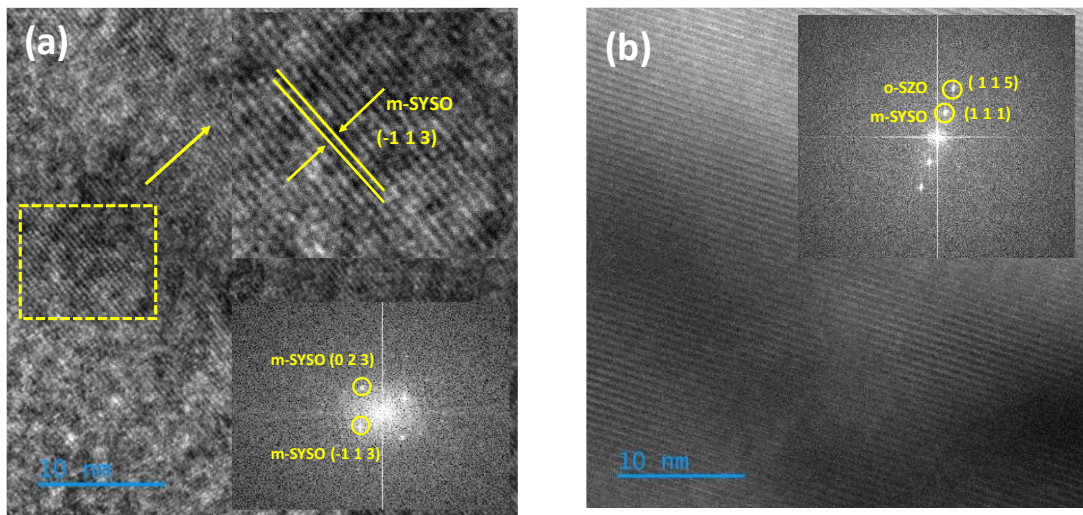 (a)
m-SYSO
(-1 1 3)
m-SYSO (0 2 3)
m-SYSO (-1 1 3)
10 nm
(b)
o-SZO
( 1 1 5)
m-SYSO
(1 1 1)
10 nm